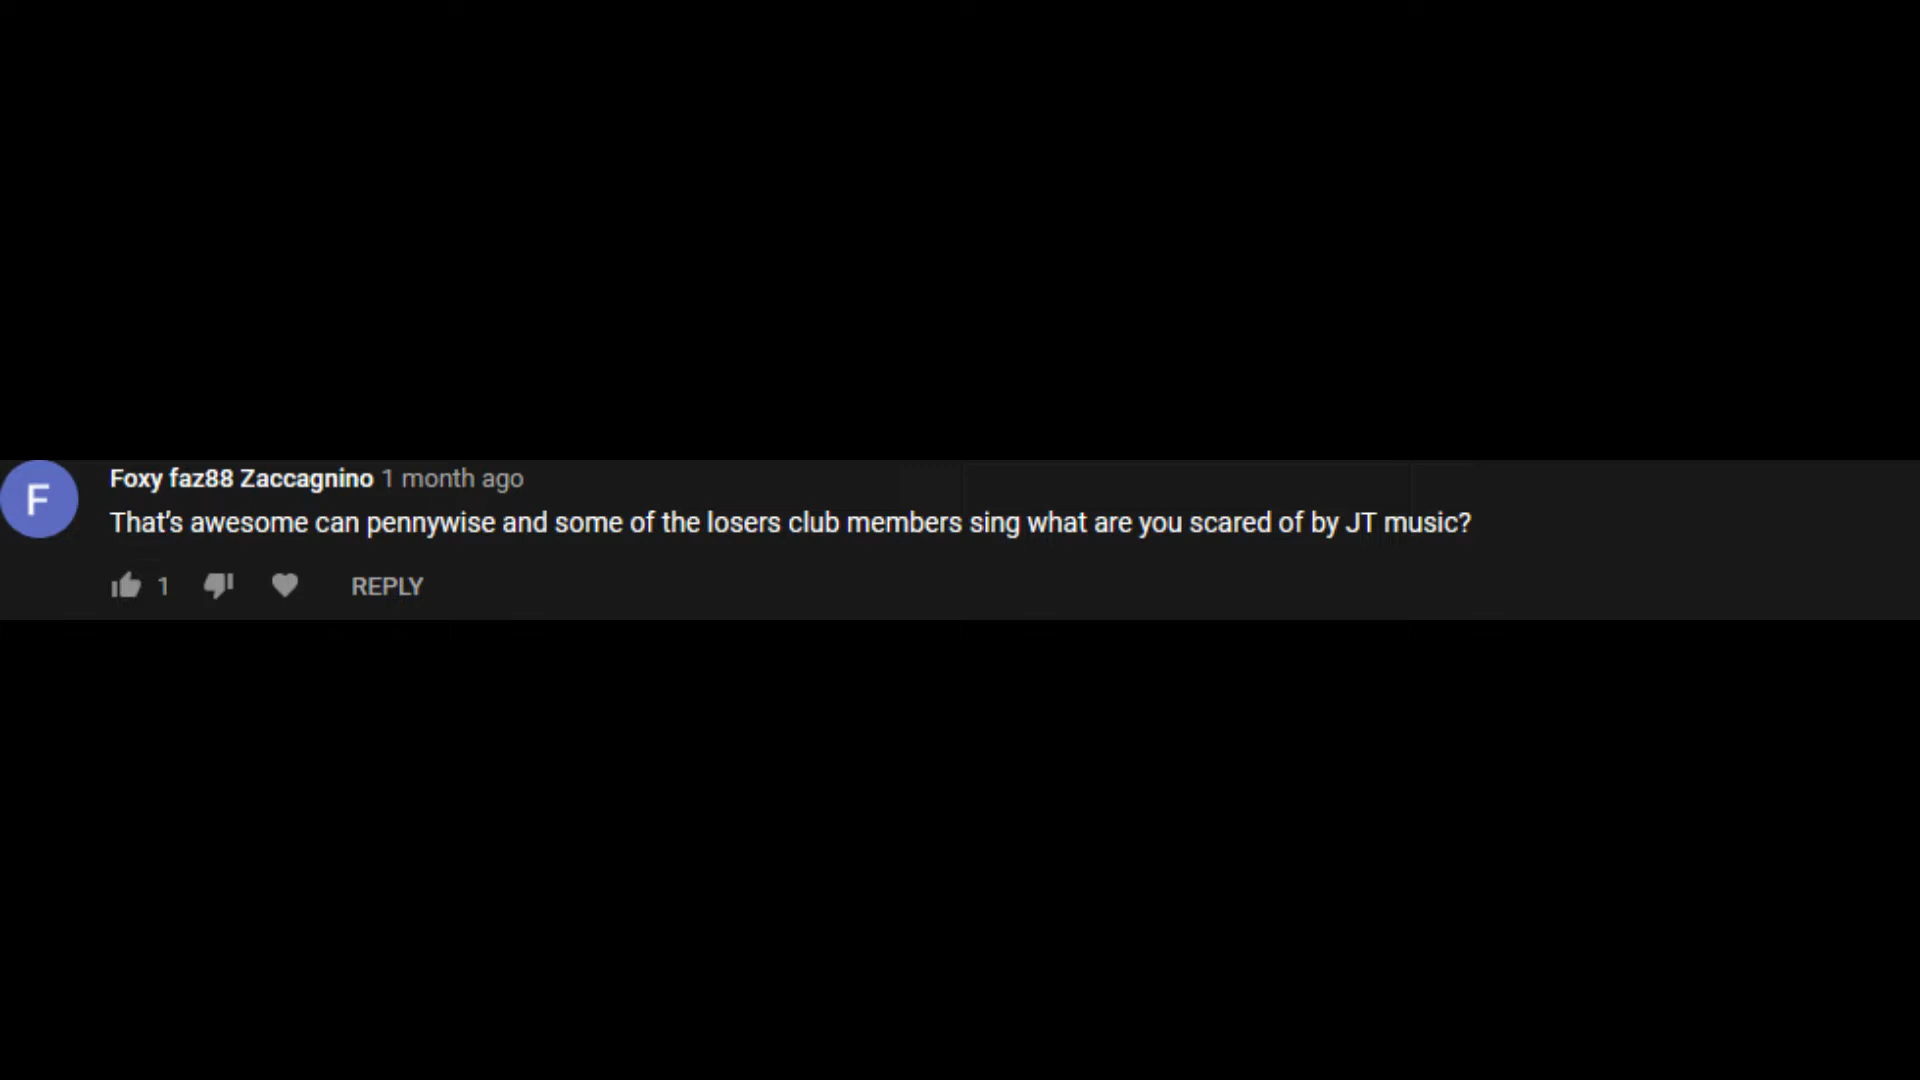 F
Foxy faz88 Zaccagnino 1 month ago
That's awesome can pennywise and some of the losers club members sing what are you scared of by JT music?
1 REPLY